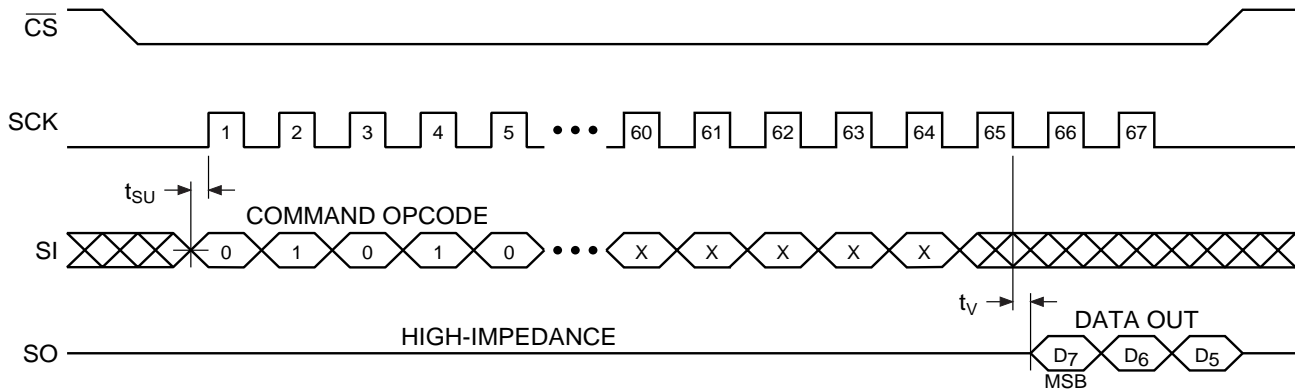 CS
SCK
1 2 3 4 5 ••• 60 61 62 63 64 65 66 67
tSU
COMMAND OPCODE
SI
0 1 0 1 0 ••• X X X X X
tV
DATA OUT
HIGH-IMPEDANCE
SO
D7 D6 D5
MSB